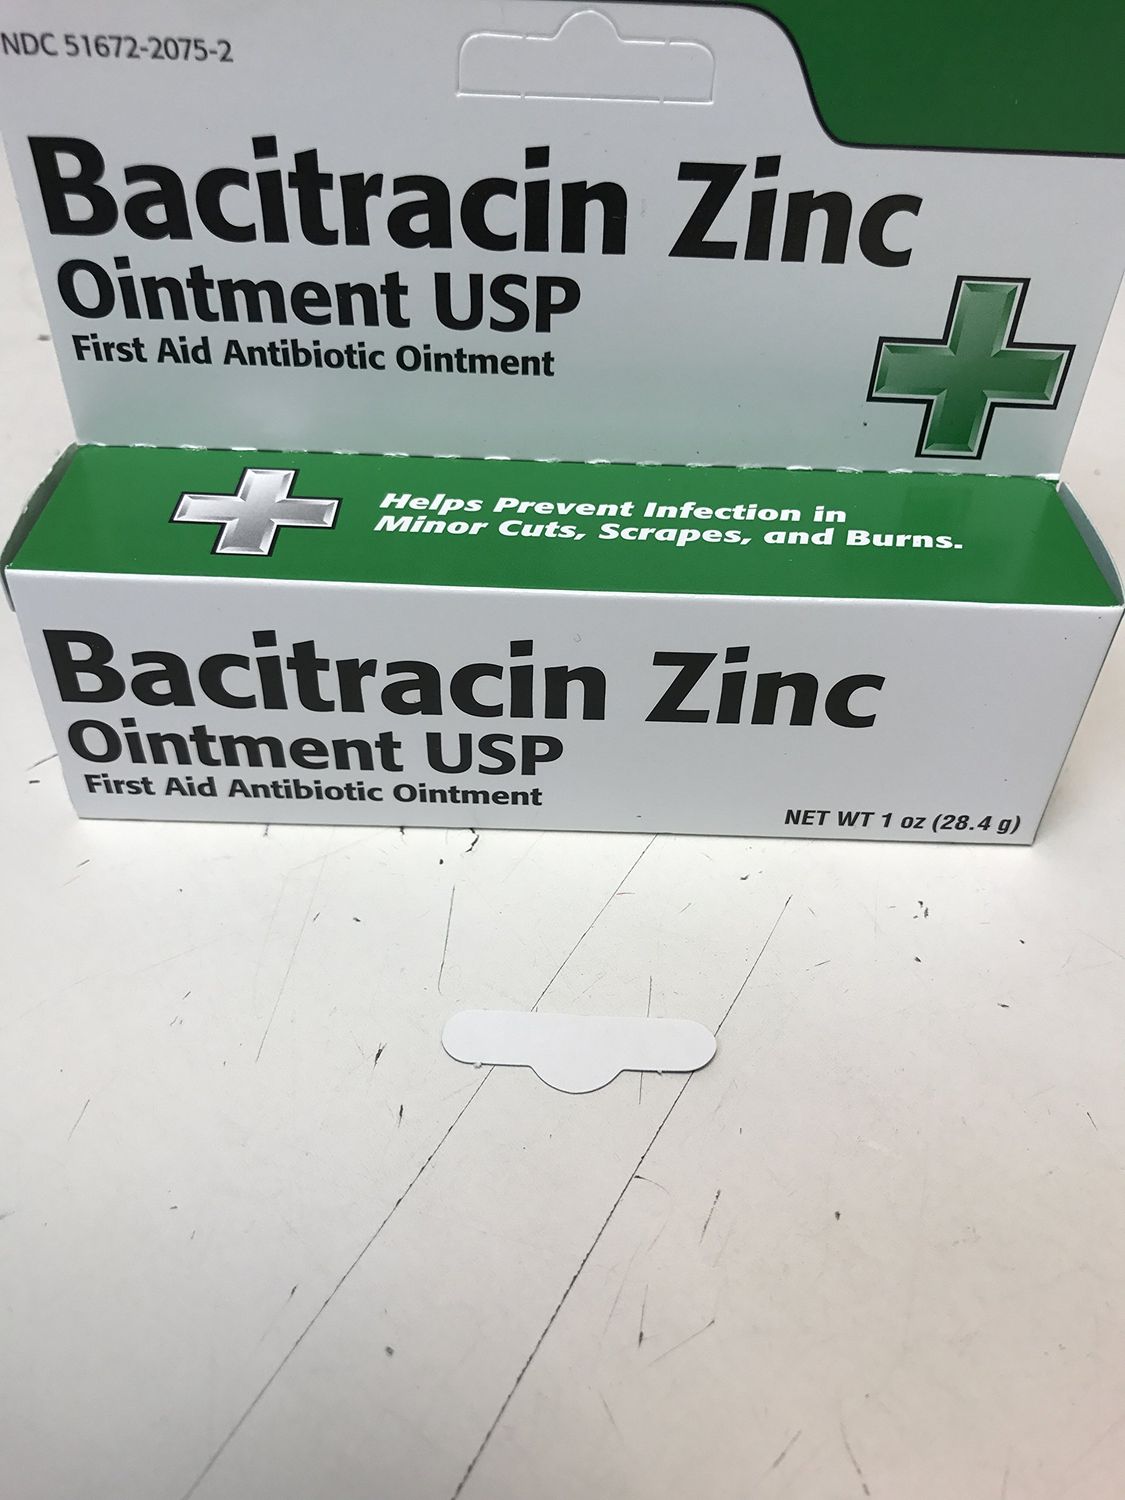 NDC 51672-2075-2
Bacitracin Zinc
Ointment USP
First Aid Antibiotic Ointment
Helps Prevent Infection in
Minor Cuts, Scrapes, and Burns.
Bacitracin Zinc
Ointment USP
First Aid Antibiotic Ointment
NET WT 1 oz (28.4 g)